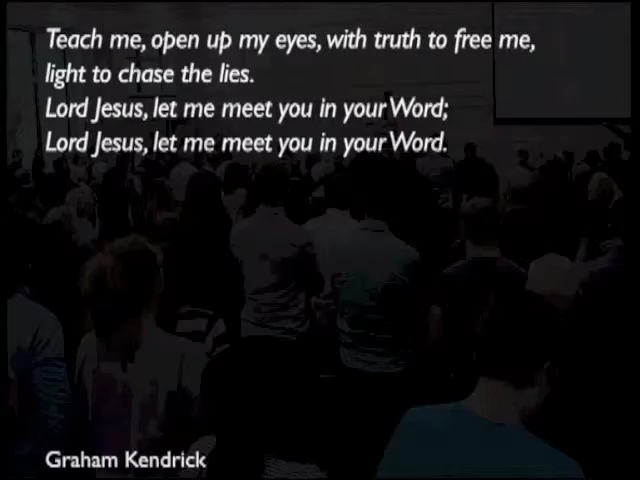 Teach me, open up my eyes, with truth to free me,
light to chase the lies.
Lord Jesus, let me meet you in your Word;
Lord Jesus, let me meet you in your Word.
Graham Kendrick